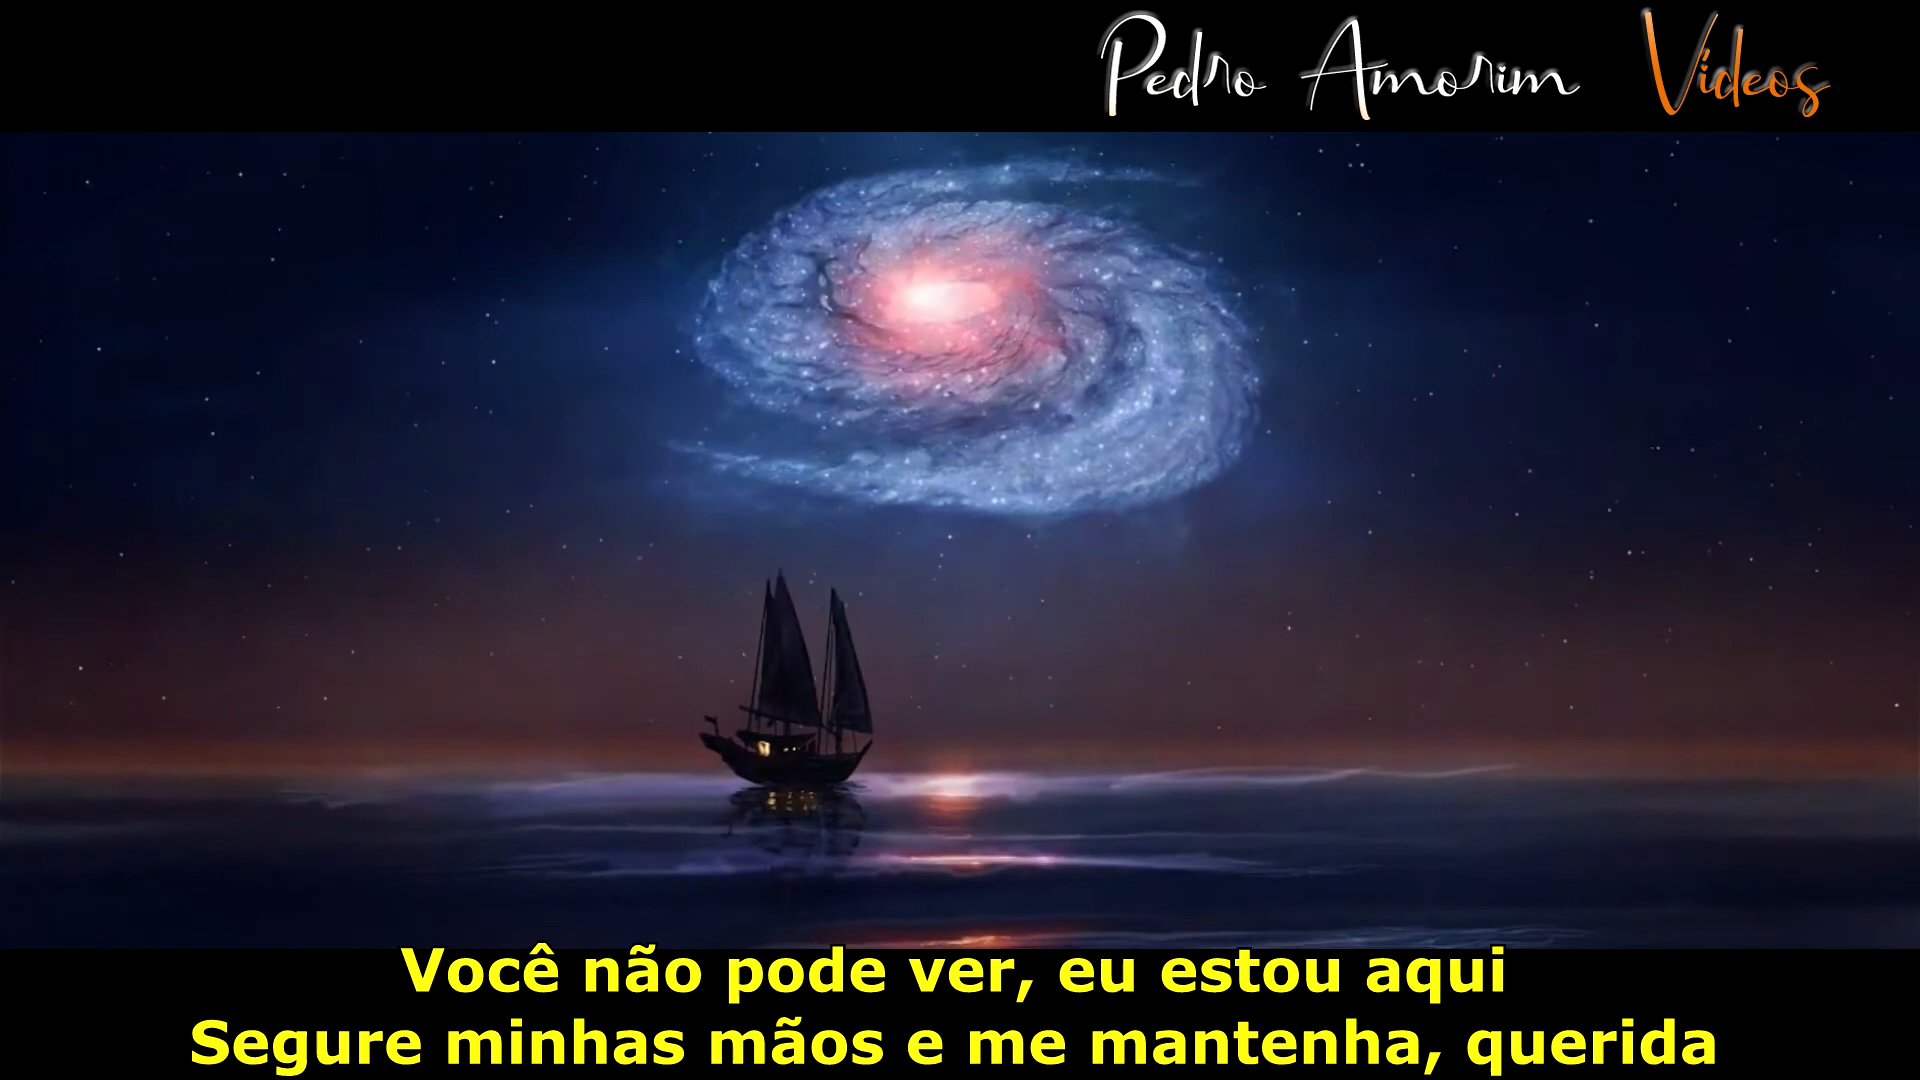 Pedro Amorim Vídeos
Você não pode ver, eu estou aqui
Segure minhas mãos e me mantenha, querida